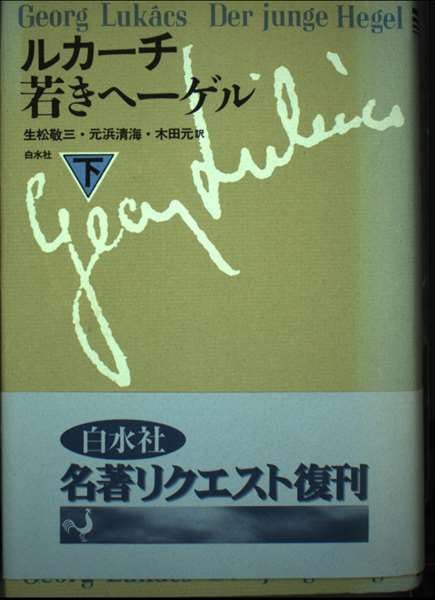 Georg Lukács Der junge Hegel
ルカーチ
若きヘーゲル
生松敬三・元浜清海・木田元訳
白水社
下
Georg Lukács
白水社
名著リクエスト復刊